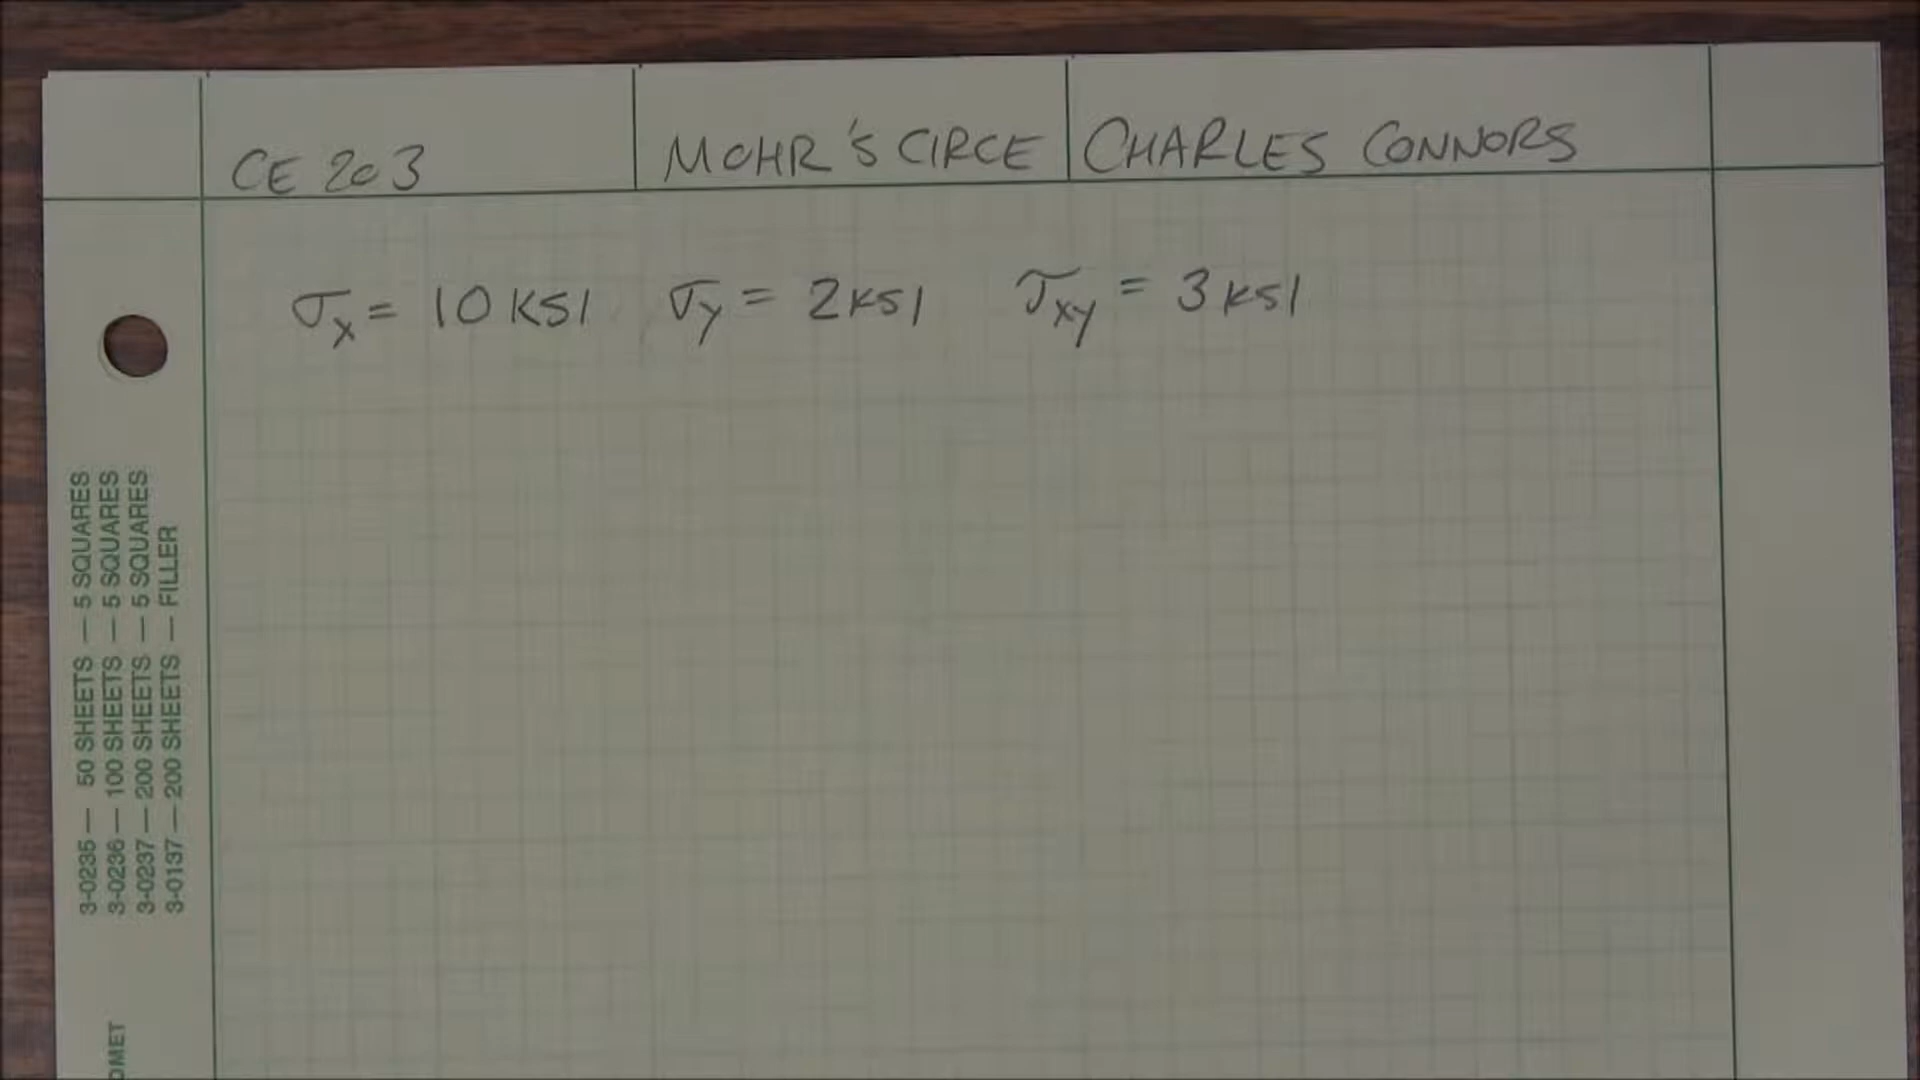 CE 203
MOHR'S CIRCE
CHARLES CONNORS
σx = 10 KSI σy = 2 KSI τxy = 3 KSI
3-0235 — 50 SHEETS — 5 SQUARES
3-0236 — 100 SHEETS — 5 SQUARES
3-0237 — 200 SHEETS — 5 SQUARES
3-0137 — 200 SHEETS — FILLER
OMET